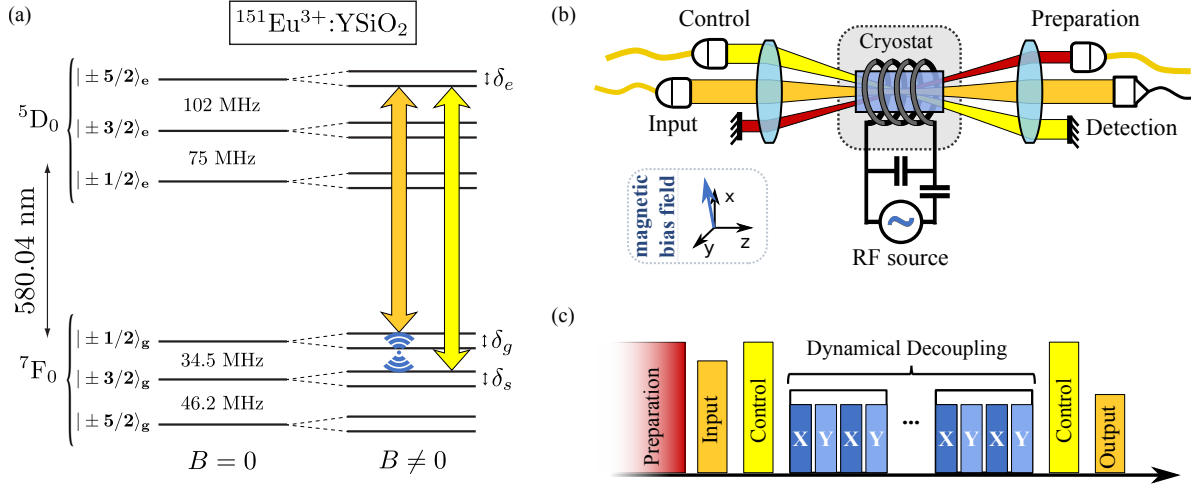 (a)
¹⁵¹Eu³⁺:YSiO₂
|±5/2⟩ₑ
102 MHz
⁵D₀
|±3/2⟩ₑ
75 MHz
|±1/2⟩ₑ
δₑ
580.04 nm
|±1/2⟩g
34.5 MHz
⁷F₀
|±3/2⟩g
46.2 MHz
|±5/2⟩g
δg
δₛ
B = 0
B ≠ 0
(b)
Control
Preparation
Cryostat
Input
Detection
magnetic
bias field
x
y
z
RF source
(c)
Dynamical Decoupling
Preparation
Input
Control
X Y X Y ... X Y X Y
Control
Output